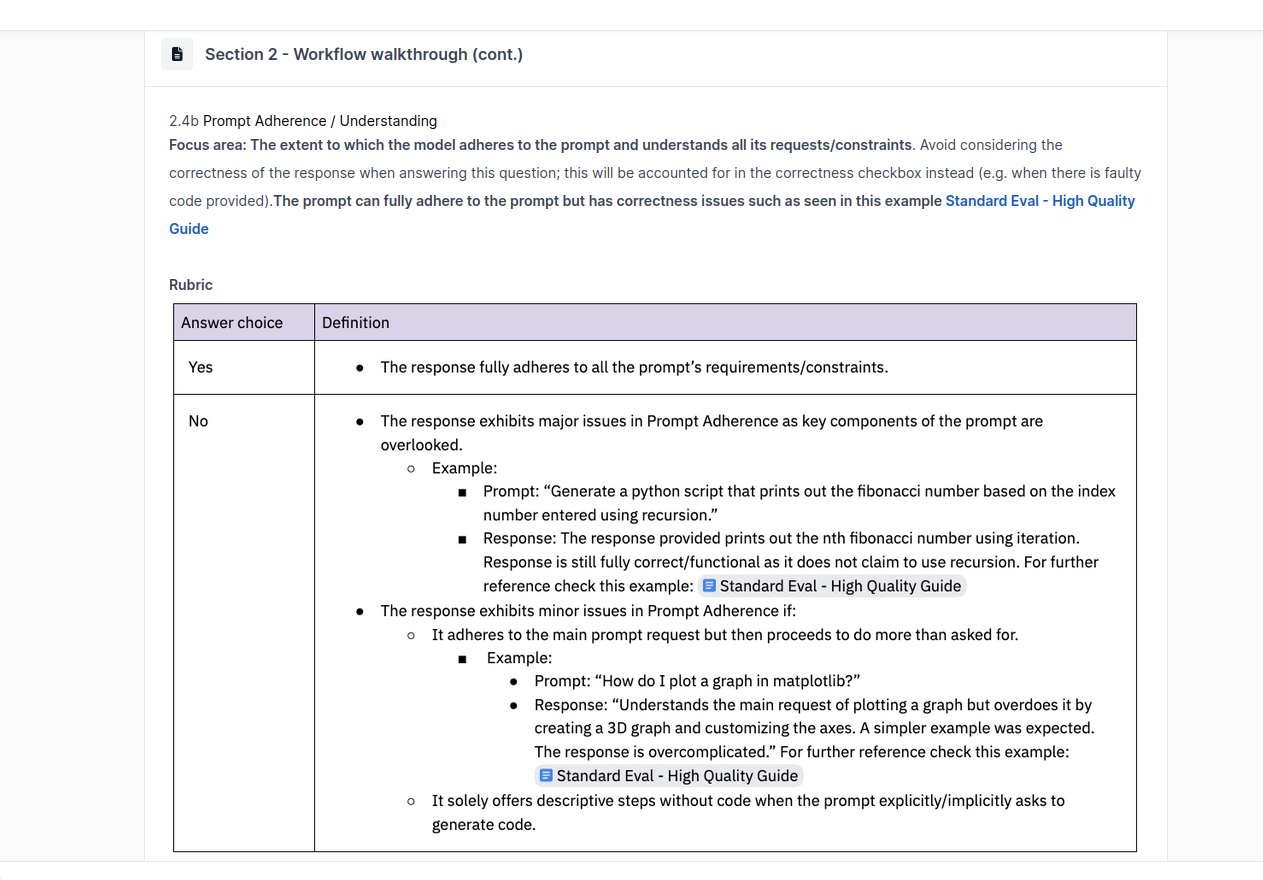 Section 2 - Workflow walkthrough (cont.)
2.4b Prompt Adherence / Understanding
Focus area: The extent to which the model adheres to the prompt and understands all its requests/constraints. Avoid considering the
correctness of the response when answering this question; this will be accounted for in the correctness checkbox instead (e.g. when there is faulty
code provided).The prompt can fully adhere to the prompt but has correctness issues such as seen in this example Standard Eval - High Quality
Guide
Rubric
Answer choice Definition
Yes ● The response fully adheres to all the prompt’s requirements/constraints.
No ● The response exhibits major issues in Prompt Adherence as key components of the prompt are
overlooked.
○ Example:
■ Prompt: “Generate a python script that prints out the fibonacci number based on the index
number entered using recursion.”
■ Response: The response provided prints out the nth fibonacci number using iteration.
Response is still fully correct/functional as it does not claim to use recursion. For further
reference check this example: Standard Eval - High Quality Guide
● The response exhibits minor issues in Prompt Adherence if:
○ It adheres to the main prompt request but then proceeds to do more than asked for.
■ Example:
● Prompt: “How do I plot a graph in matplotlib?”
● Response: “Understands the main request of plotting a graph but overdoes it by
creating a 3D graph and customizing the axes. A simpler example was expected.
The response is overcomplicated.” For further reference check this example:
Standard Eval - High Quality Guide
○ It solely offers descriptive steps without code when the prompt explicitly/implicitly asks to
generate code.